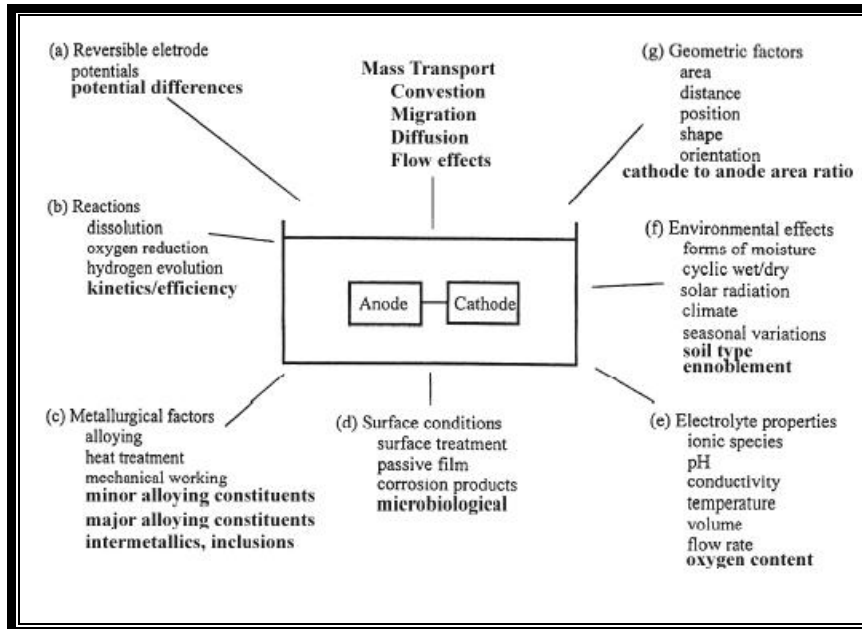 (a) Reversible eletrode
potentials
potential differences
Mass Transport
Convestion
Migration
Diffusion
Flow effects
(g) Geometric factors
area
distance
position
shape
orientation
cathode to anode area ratio
(b) Reactions
dissolution
oxygen reduction
hydrogen evolution
kinetics/efficiency
Anode
Cathode
(f) Environmental effects
forms of moisture
cyclic wet/dry
solar radiation
climate
seasonal variations
soil type
ennoblement
(c) Metallurgical factors
alloying
heat treatment
mechanical working
minor alloying constituents
major alloying constituents
intermetallics, inclusions
(d) Surface conditions
surface treatment
passive film
corrosion products
microbiological
(e) Electrolyte properties
ionic species
pH
conductivity
temperature
volume
flow rate
oxygen content